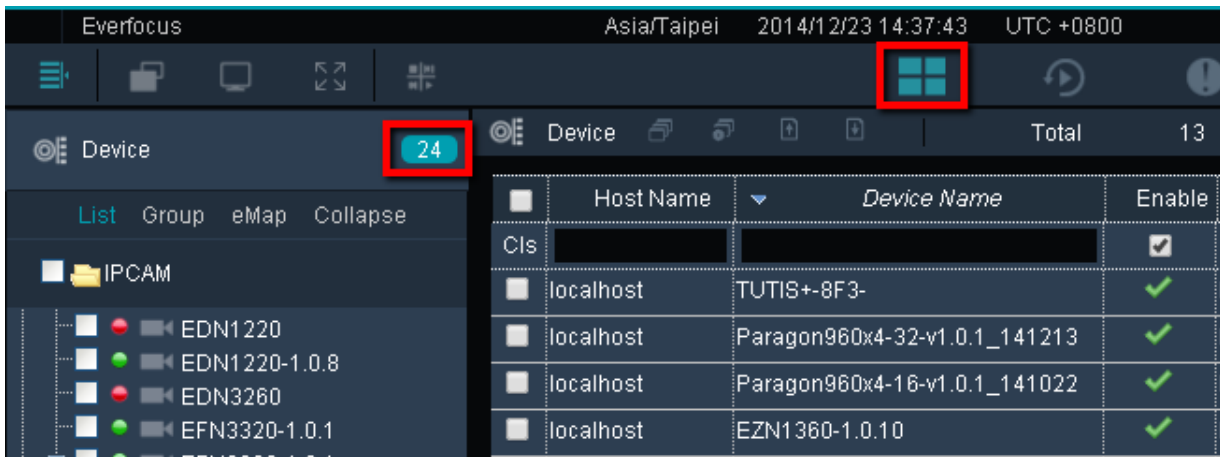 Everfocus Asia/Taipei 2014/12/23 14:37:43 UTC +0800
Device 24
Device Total 13
List Group eMap Collapse
IPCAM
EDN1220
EDN1220-1.0.8
EDN3260
EFN3320-1.0.1
Host Name Device Name Enable
Cls
localhost TUTIS+-8F3-
localhost Paragon960x4-32-v1.0.1_141213
localhost Paragon960x4-16-v1.0.1_141022
localhost EZN1360-1.0.10